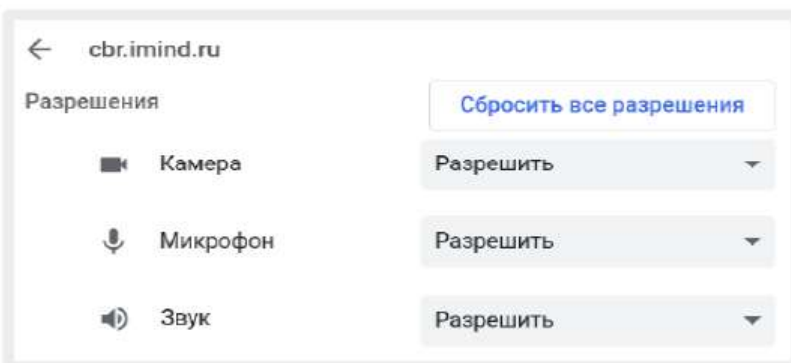 cbr.imind.ru
Разрешения Сбросить все разрешения
Камера Разрешить
Микрофон Разрешить
Звук Разрешить